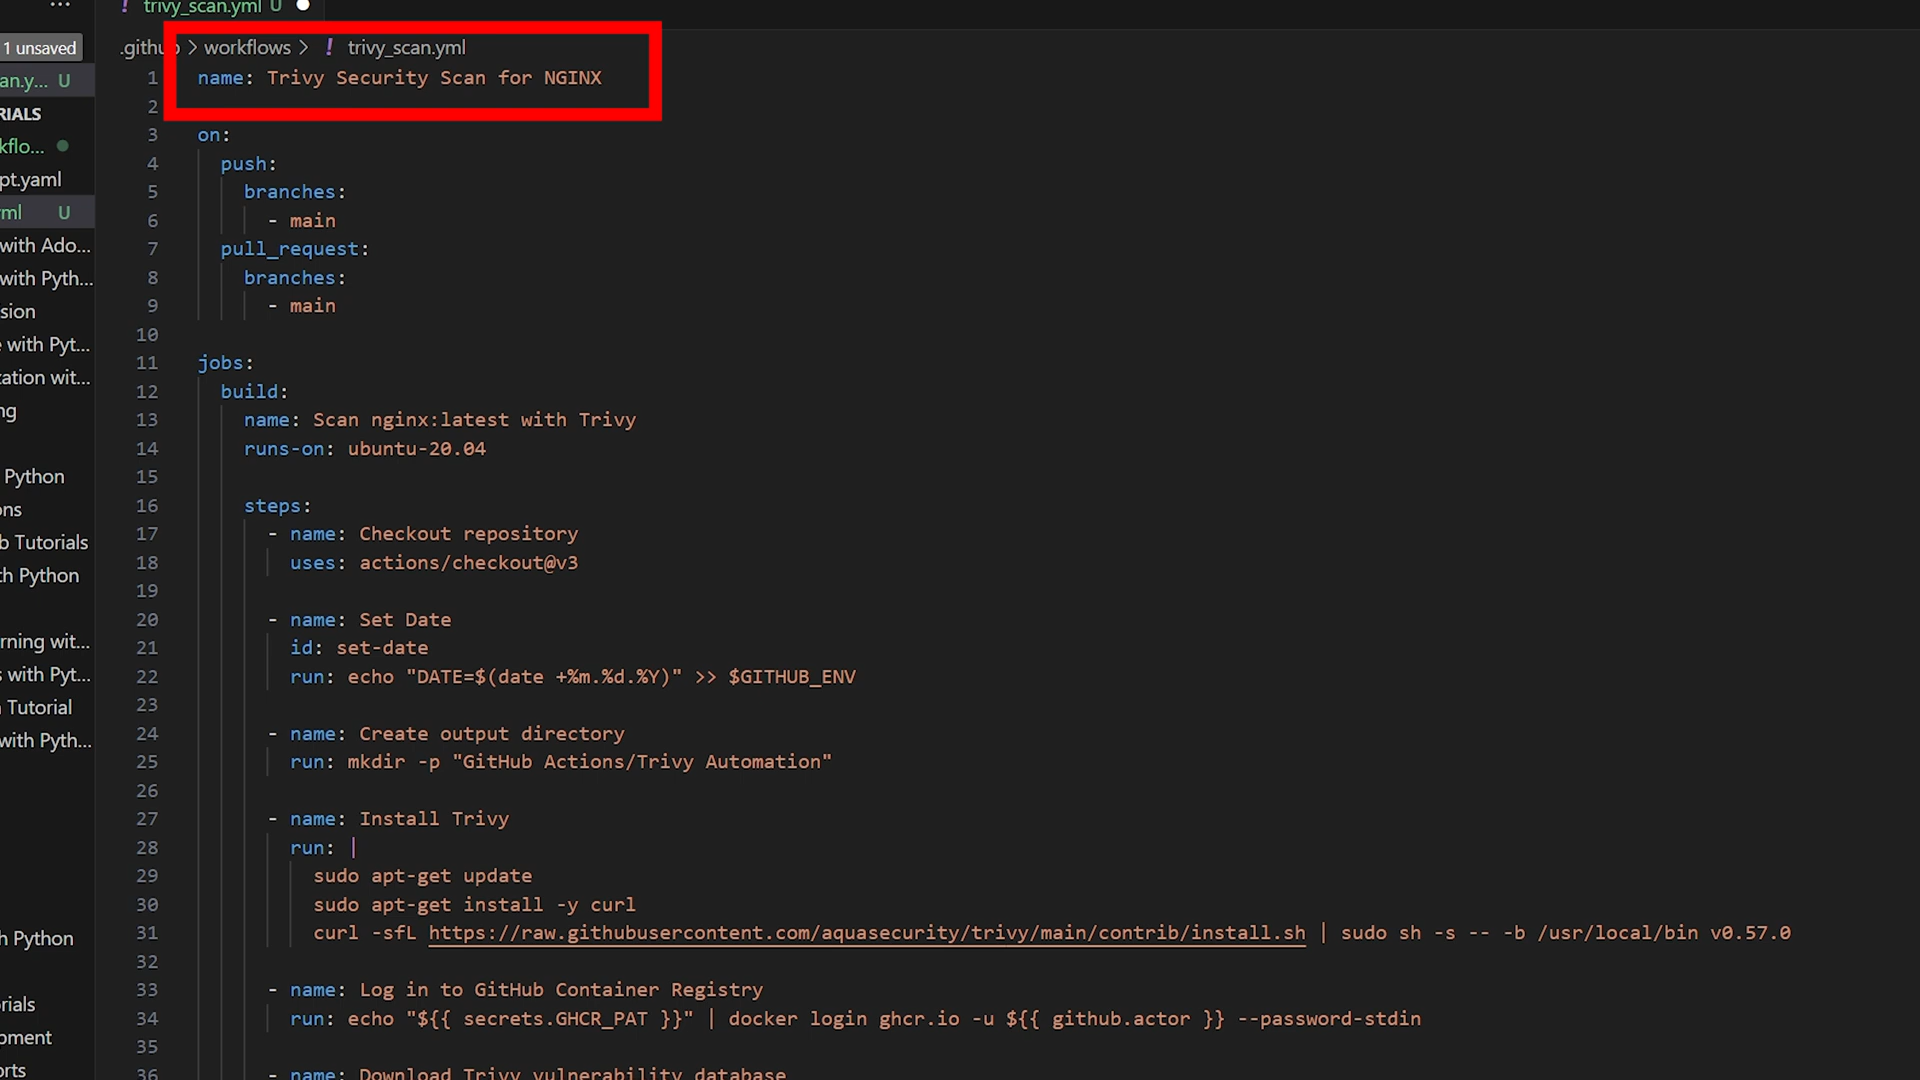 trivy_scan.yml U
1 unsaved
.github > workflows > ! trivy_scan.yml
an.y... U
RIALS
kflo...
pt.yaml
ml U
with Ado...
with Pyth...
sion
e with Pyt...
ation wit...
ng
Python
ons
b Tutorials
th Python
rning wit...
s with Pyt...
Tutorial
with Pyth...
h Python
rials
pment
orts
1 name: Trivy Security Scan for NGINX
2
3 on:
4 push:
5 branches:
6 - main
7 pull_request:
8 branches:
9 - main
10
11 jobs:
12 build:
13 name: Scan nginx:latest with Trivy
14 runs-on: ubuntu-20.04
15
16 steps:
17 - name: Checkout repository
18 uses: actions/checkout@v3
19
20 - name: Set Date
21 id: set-date
22 run: echo "DATE=$(date +%m.%d.%Y)" >> $GITHUB_ENV
23
24 - name: Create output directory
25 run: mkdir -p "GitHub Actions/Trivy Automation"
26
27 - name: Install Trivy
28 run: |
29 sudo apt-get update
30 sudo apt-get install -y curl
31 curl -sfL https://raw.githubusercontent.com/aquasecurity/trivy/main/contrib/install.sh | sudo sh -s -- -b /usr/local/bin v0.57.0
32
33 - name: Log in to GitHub Container Registry
34 run: echo "${{ secrets.GHCR_PAT }}" | docker login ghcr.io -u ${{ github.actor }} --password-stdin
35
36 - name: Download Trivy vulnerability database